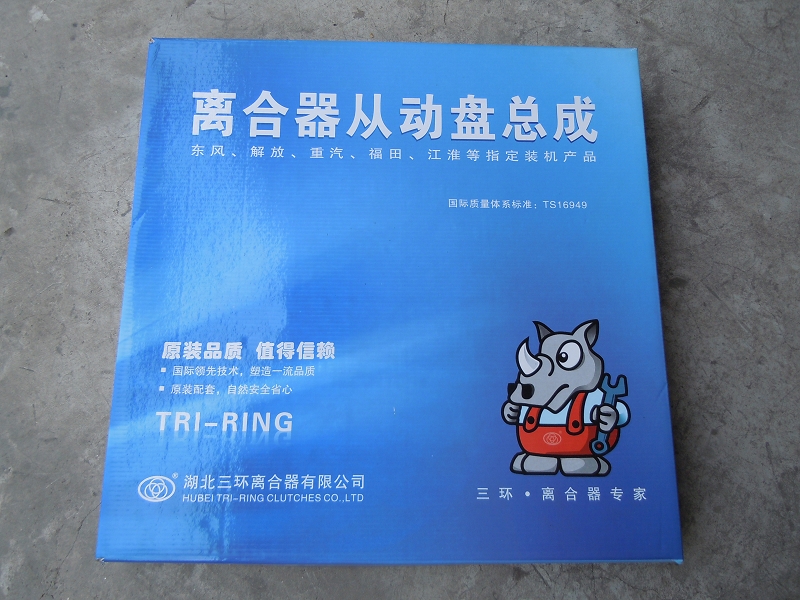 离合器从动盘总成
东风、解放、重汽、福田、江淮等指定装机产品
国际质量体系标准：TS16949
原装品质 值得信赖
■ 国际领先技术，塑造一流品质
■ 原装配套，自然安全省心
TRI-RING
® 湖北三环离合器有限公司
HUBEI TRI-RING CLUTCHES CO.,LTD
三环·离合器专家